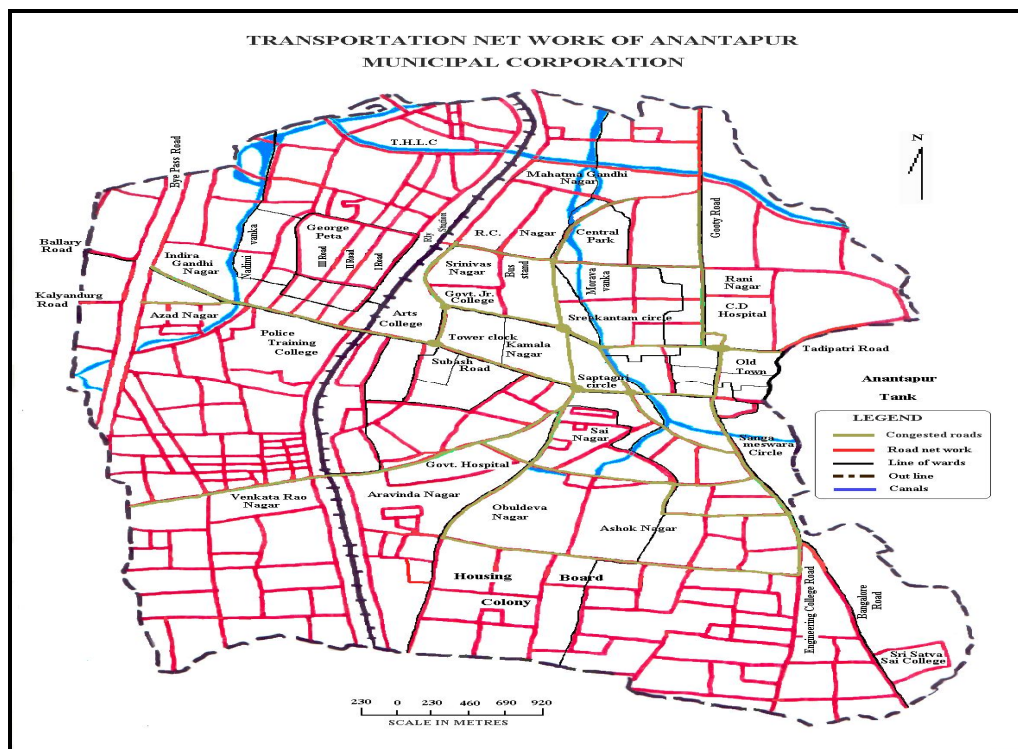 TRANSPORTATION NET WORK OF ANANTAPUR
MUNICIPAL CORPORATION
N
Bye Pass Road
T.H.L.C
Mahatma Gandhi
Nagar
Ballary
Road
Indira
Gandhi
Nagar
Nadimi
vanka
George
Peta
III Road
II Road
I Road
Rly
Station
R.C.
Nagar
Central
Park
Gooty Road
Srinivas
Nagar
Bus
stand
Morava
vanka
Rani
Nagar
Kalyandurg
Road
Azad Nagar
Govt. Jr.
College
C.D
Hospital
Police
Training
College
Arts
College
Sreekantam circle
Tower clock
Kamala
Nagar
Subash
Road
Old
Town
Tadipatri Road
Saptagiri
circle
Anantapur
Tank
Sai
Nagar
Sanga
meswara
Circle
LEGEND
Congested roads
Road net work
Line of wards
Out line
Canals
Govt. Hospital
Venkata Rao
Nagar
Aravinda Nagar
Obuldeva
Nagar
Ashok Nagar
Housing Board
Colony
Engineering College Road
Bangalore
Road
Sri Satva
Sai College
230 0 230 460 690 920
SCALE IN METRES